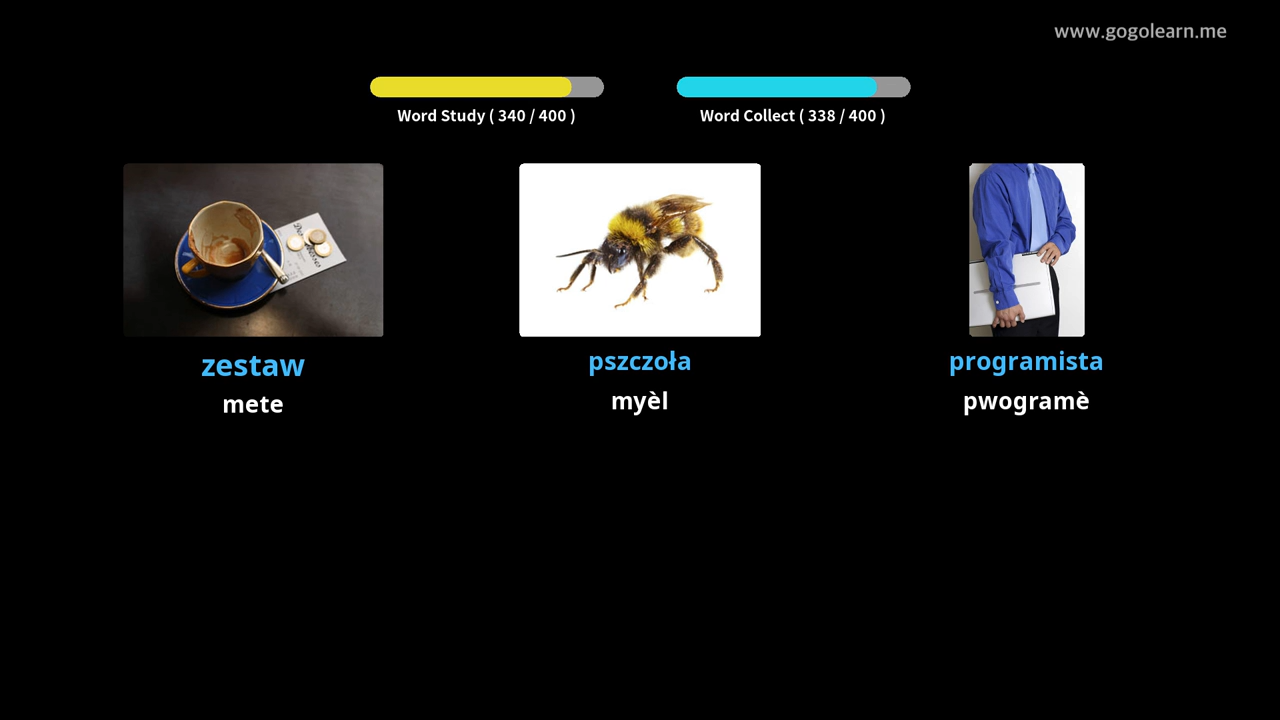 www.gogolearn.me
Word Study ( 340 / 400 )
Word Collect ( 338 / 400 )
zestaw
mete
pszczoła
myèl
programista
pwogramè